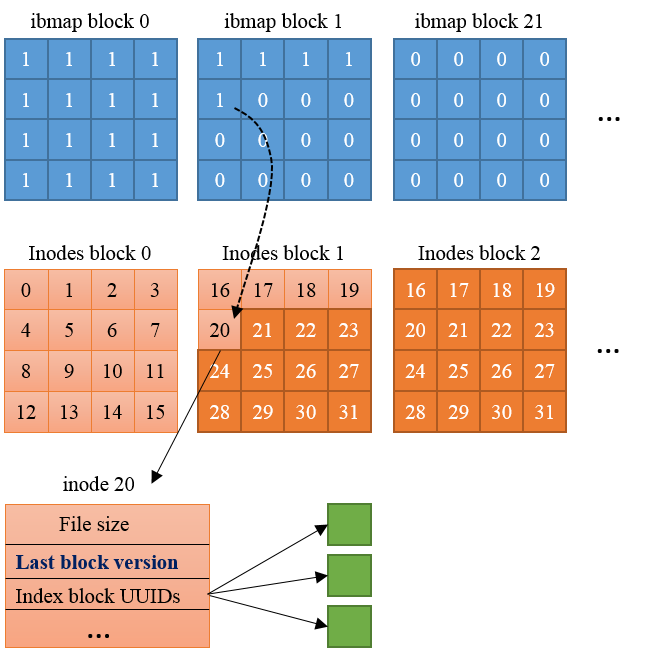 ibmap block 0 ibmap block 1 ibmap block 21
1 1 1 1 1 1 1 1 0 0 0 0
1 1 1 1 1 0 0 0 0 0 0 0
1 1 1 1 0 0 0 0 0 0 0 0
1 1 1 1 0 0 0 0 0 0 0 0
...
Inodes block 0 Inodes block 1 Inodes block 2
0 1 2 3 16 17 18 19 16 17 18 19
4 5 6 7 20 21 22 23 20 21 22 23
8 9 10 11 24 25 26 27 24 25 26 27
12 13 14 15 28 29 30 31 28 29 30 31
...
inode 20
File size
Last block version
Index block UUIDs
...